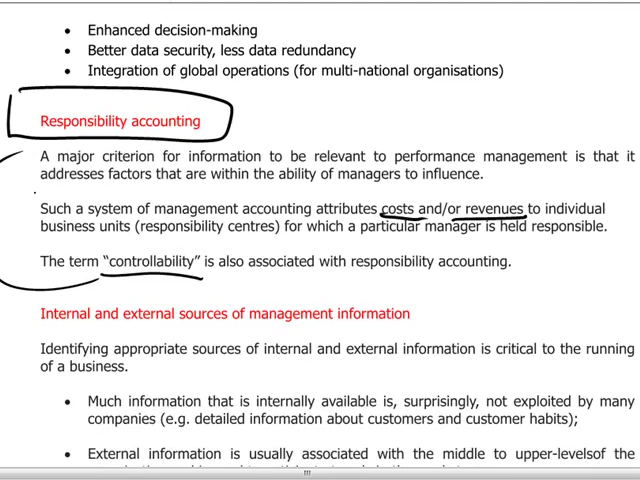 • Enhanced decision-making
• Better data security, less data redundancy
• Integration of global operations (for multi-national organisations)
Responsibility accounting
A major criterion for information to be relevant to performance management is that it
addresses factors that are within the ability of managers to influence.
Such a system of management accounting attributes costs and/or revenues to individual
business units (responsibility centres) for which a particular manager is held responsible.
The term “controllability” is also associated with responsibility accounting.
Internal and external sources of management information
Identifying appropriate sources of internal and external information is critical to the running
of a business.
• Much information that is internally available is, surprisingly, not exploited by many
companies (e.g. detailed information about customers and customer habits);
• External information is usually associated with the middle to upper-levelsof the